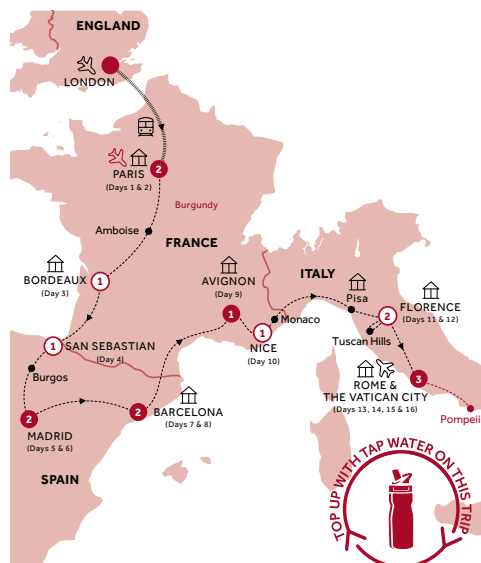 ENGLAND
LONDON
2
PARIS
(Days 1 & 2)
Burgundy
Amboise
FRANCE
BORDEAUX
1
(Day 3)
AVIGNON
(Day 9)
1
ITALY
Pisa
Monaco
1
NICE
(Day 10)
2
FLORENCE
(Days 11 & 12)
Tuscan Hills
1
SAN SEBASTIAN
(Day 4)
Burgos
ROME &
THE VATICAN CITY
(Days 13, 14, 15 & 16)
3
Pompeii
2
MADRID
(Days 5 & 6)
2
BARCELONA
(Days 7 & 8)
SPAIN
TOP UP WITH TAP WATER ON THIS TRIP